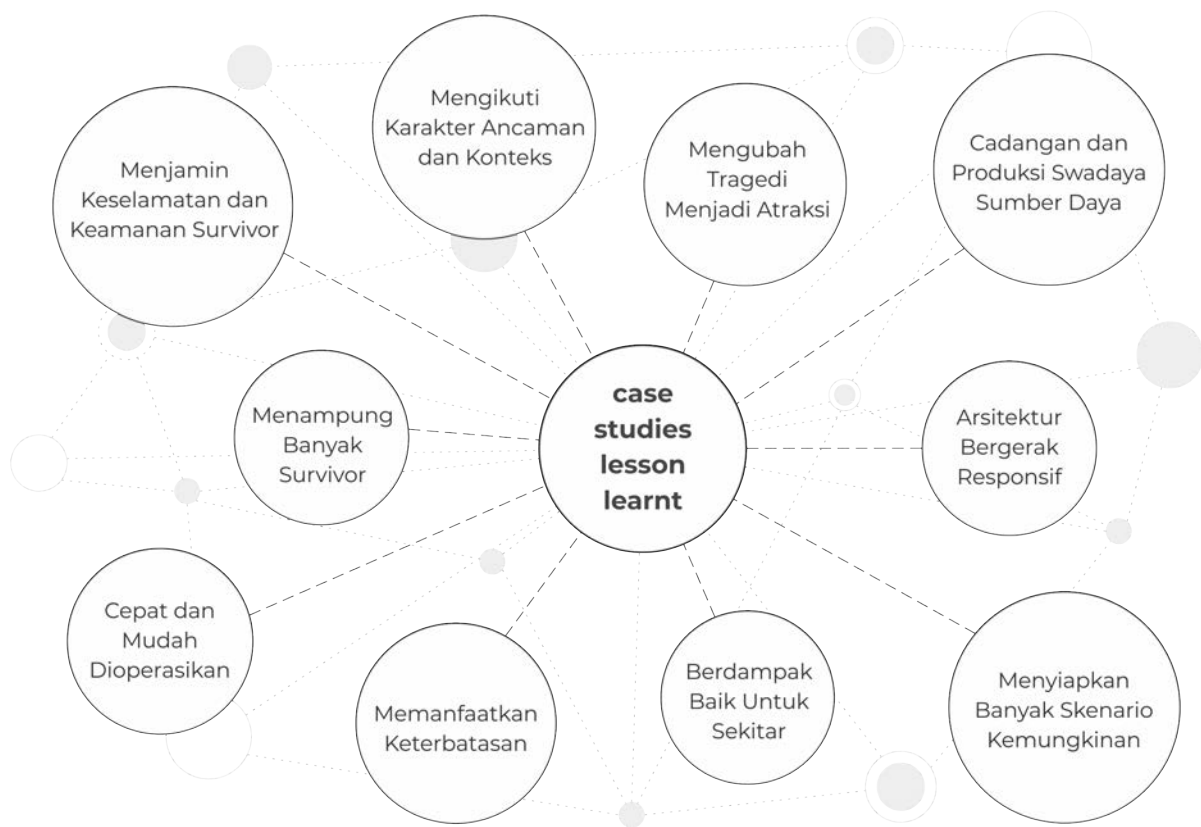 Mengikuti
Karakter Ancaman
dan Konteks
Menjamin
Keselamatan dan
Keamanan Survivor
Mengubah
Tragedi
Menjadi Atraksi
Cadangan dan
Produksi Swadaya
Sumber Daya
Menampung
Banyak
Survivor
case
studies
lesson
learnt
Arsitektur
Bergerak
Responsif
Cepat dan
Mudah
Dioperasikan
Memanfaatkan
Keterbatasan
Berdampak
Baik Untuk
Sekitar
Menyiapkan
Banyak Skenario
Kemungkinan